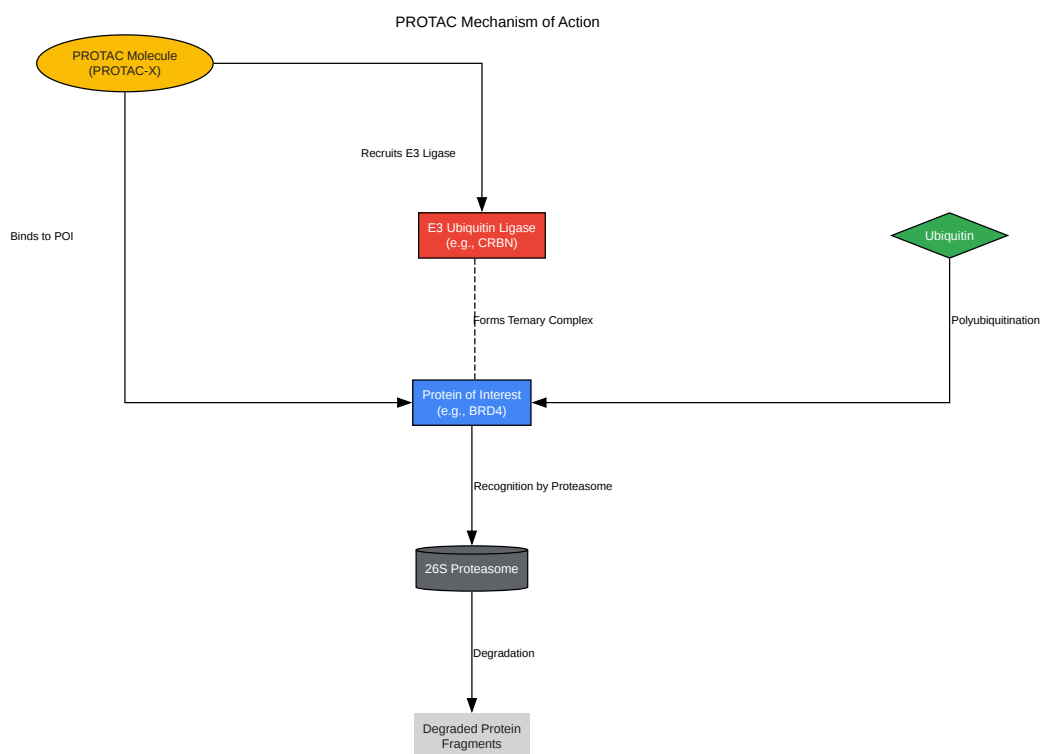 PROTAC Mechanism of Action
PROTAC Molecule
(PROTAC-X)
Recruits E3 Ligase
Binds to POI
E3 Ubiquitin Ligase
(e.g., CRBN)
Ubiquitin
Forms Ternary Complex
Polyubiquitination
Protein of Interest
(e.g., BRD4)
Recognition by Proteasome
26S Proteasome
Degradation
Degraded Protein
Fragments